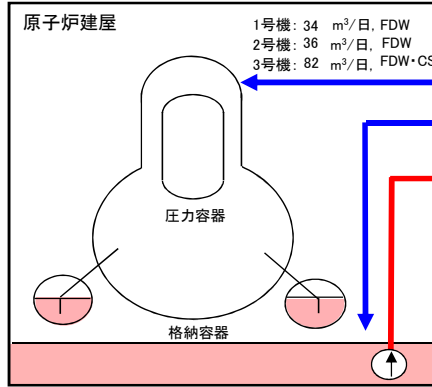 原子炉建屋
1号機: 34 m³/日, FDW
2号機: 36 m³/日, FDW
3号機: 82 m³/日, FDW・CS
圧力容器
格納容器